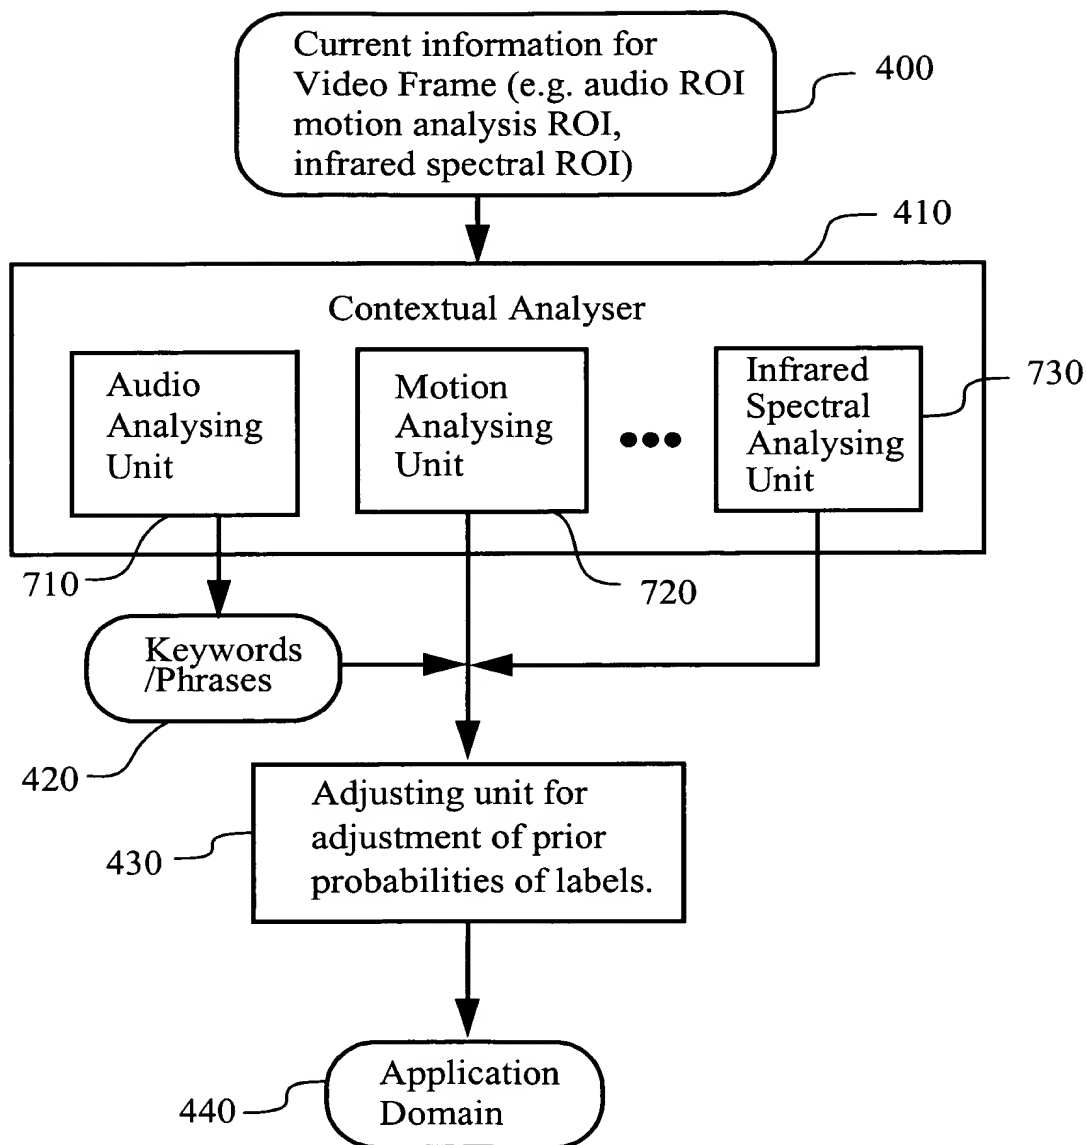 Current information for
Video Frame (e.g. audio ROI
motion analysis ROI,
infrared spectral ROI)
400
410
Contextual Analyser
Audio
Analysing
Unit
Motion
Analysing
Unit
Infrared
Spectral
Analysing
Unit
730
710
720
Keywords
/Phrases
420
Adjusting unit for
adjustment of prior
probabilities of labels.
430
Application
Domain
440